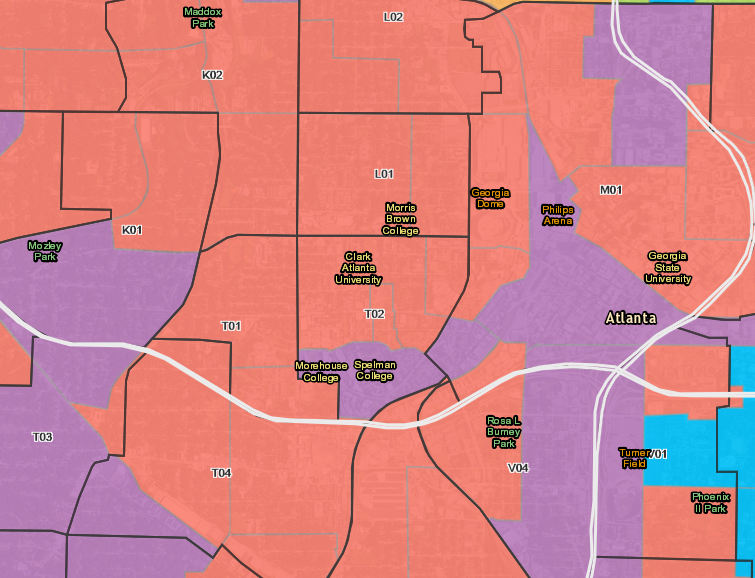 Maddox
Park
L02
K02
L01
Georgia
Dome
M01
Morris
Brown
College
Philips
Arena
K01
Mozley
Park
Clark
Atlanta
University
Georgia
State
University
T02
Atlanta
T01
Morehouse
College
Spelman
College
Rosa L
Burney
Park
T03
Turner
Field
V01
V04
T04
Phoenix
II Park